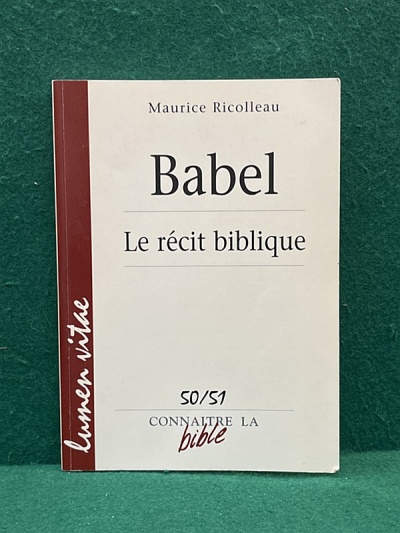 Maurice Ricolleau
Babel
Le récit biblique
50/51
CONNAITRE LA
bible
lumen vitae